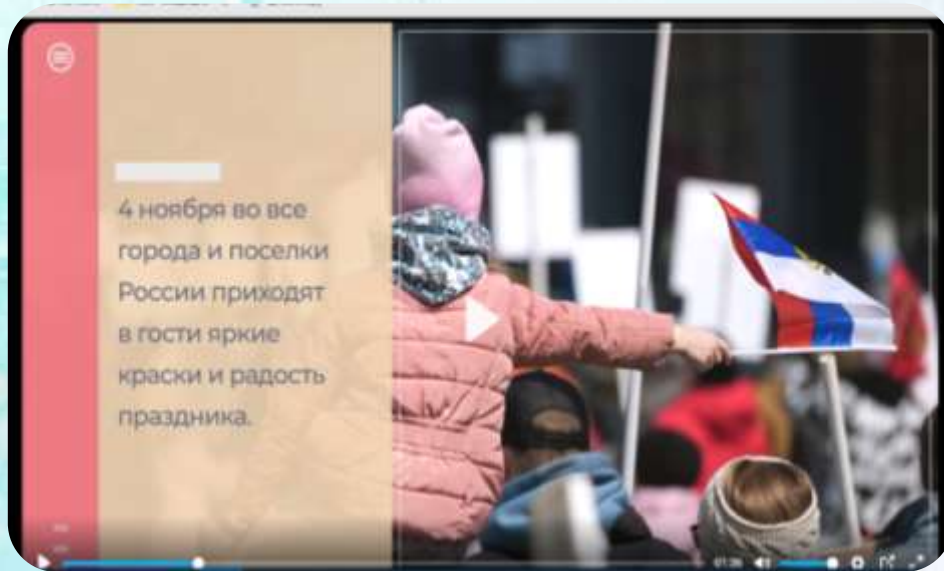 4 ноября во все
города и поселки
России приходят
в гости яркие
краски и радость
праздника.